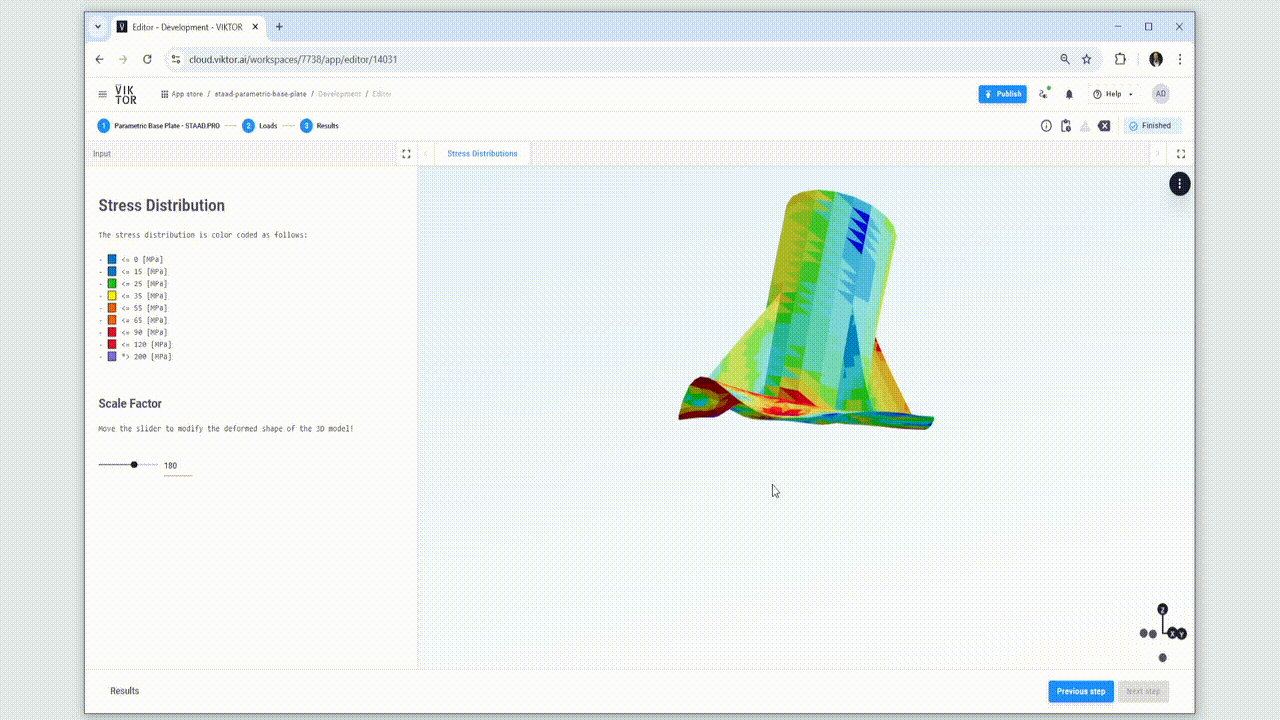 Editor - Development - VIKTOR
cloud.viktor.ai/workspaces/7738/app/editor/14031
VIKTOR
App store / staad-parametric-base-plate / Development / Editor
Publish
Help
AD
1 Parametric Base Plate - STAAD.PRO 2 Loads 3 Results
Finished
Input
Stress Distributions
Stress Distribution
The stress distribution is color coded as follows:
- <= 0 [MPa]
- <= 15 [MPa]
- <= 25 [MPa]
- <= 35 [MPa]
- <= 55 [MPa]
- <= 65 [MPa]
- <= 90 [MPa]
- <= 120 [MPa]
- *> 200 [MPa]
Scale Factor
Move the slider to modify the deformed shape of the 3D model!
180
Z
X Y
Results
Previous step
Next step